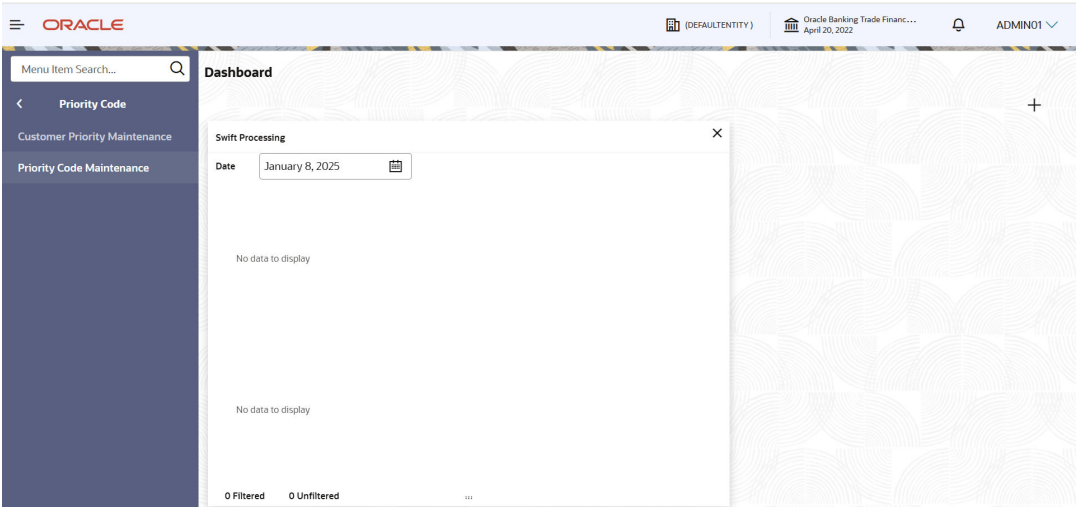 ORACLE
(DEFAULTENTITY )
Oracle Banking Trade Financ...
April 20, 2022
ADMIN01
Menu Item Search...
Dashboard
Priority Code
Customer Priority Maintenance
Priority Code Maintenance
Swift Processing
Date
January 8, 2025
No data to display
No data to display
0 Filtered
0 Unfiltered